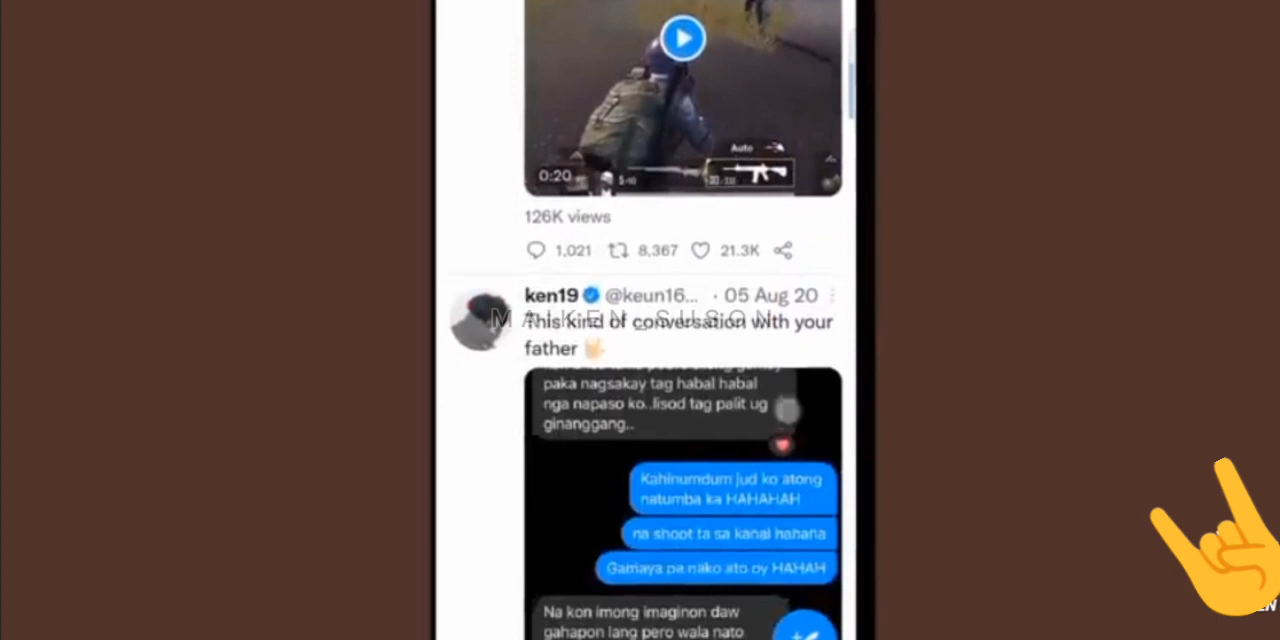 Auto
0:20
126K views
1,021 8,367 21.3K
ken19 @keun16... · 05 Aug 20
MAIKEN_SUSON
This kind of conversation with your
father
paka nagsakay tag habal habal
nga napaso ko..lisod tag palit ug
ginanggang..
Kahinumdum jud ko atong
natumba ka HAHAHAH
na shoot ta sa kanal hahaha
Gamaya pa nako ato oy HAHAH
Na kon imong imaginon daw
gahapon lang pero wala nato